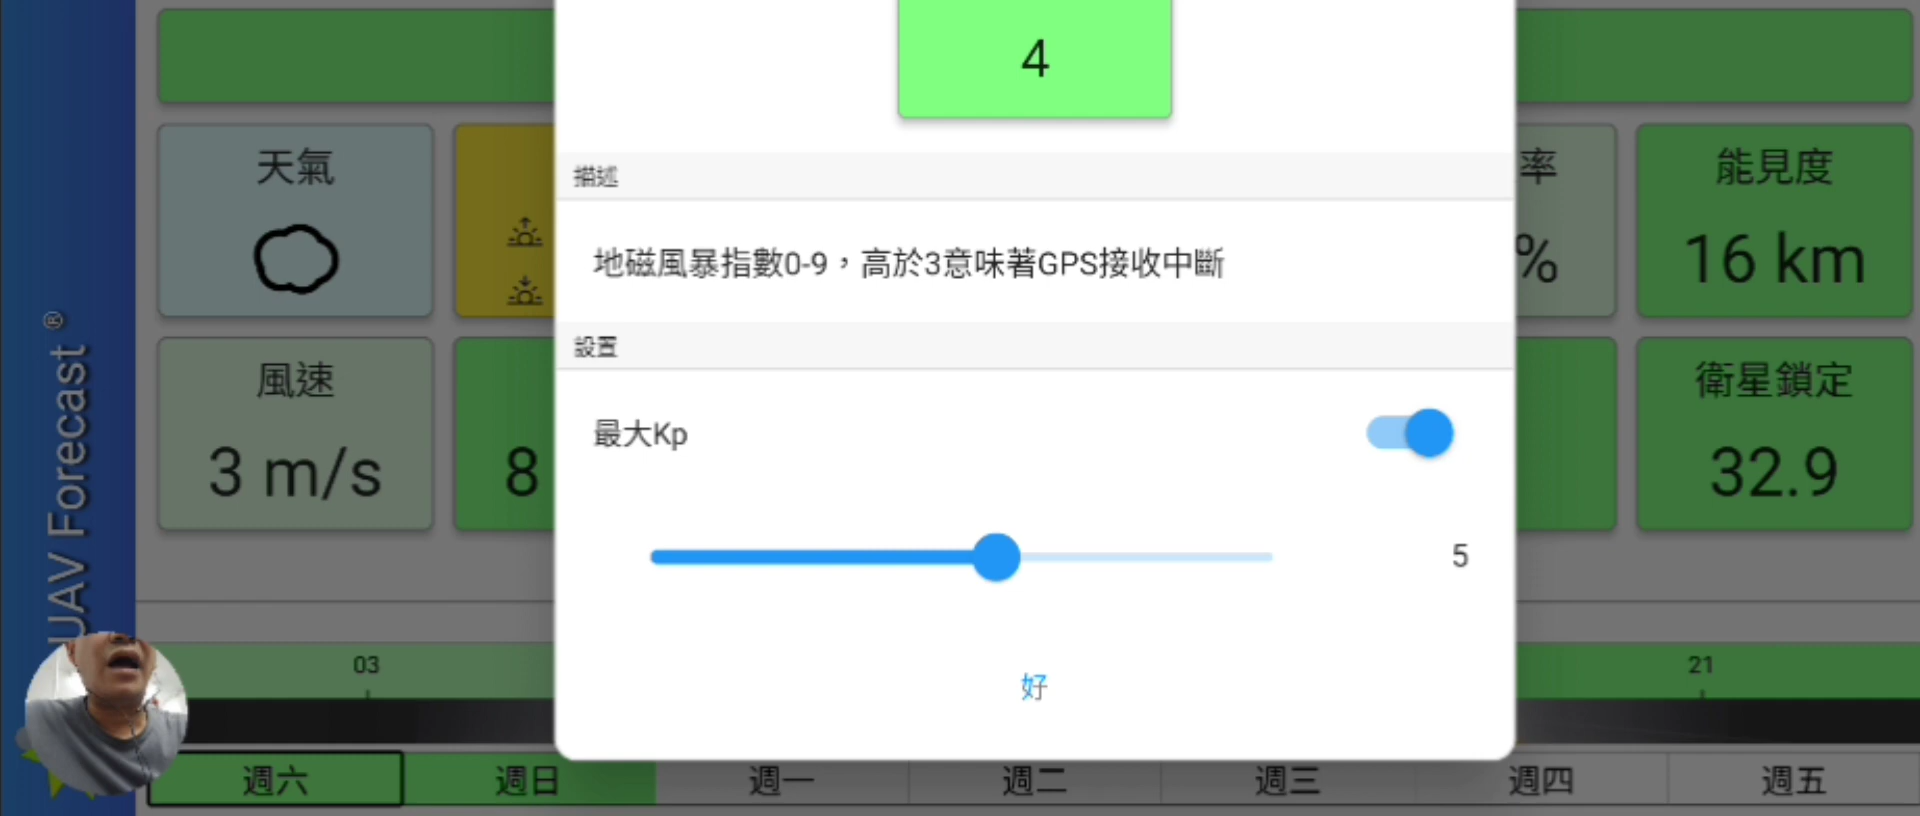 4
描述
地磁風暴指數0-9，高於3意味著GPS接收中斷
設置
最大Kp
5
好
天氣
率
%
能見度
16 km
風速
3 m/s
8
衛星鎖定
32.9
UAV Forecast®
03
21
週六
週日
週一
週二
週三
週四
週五